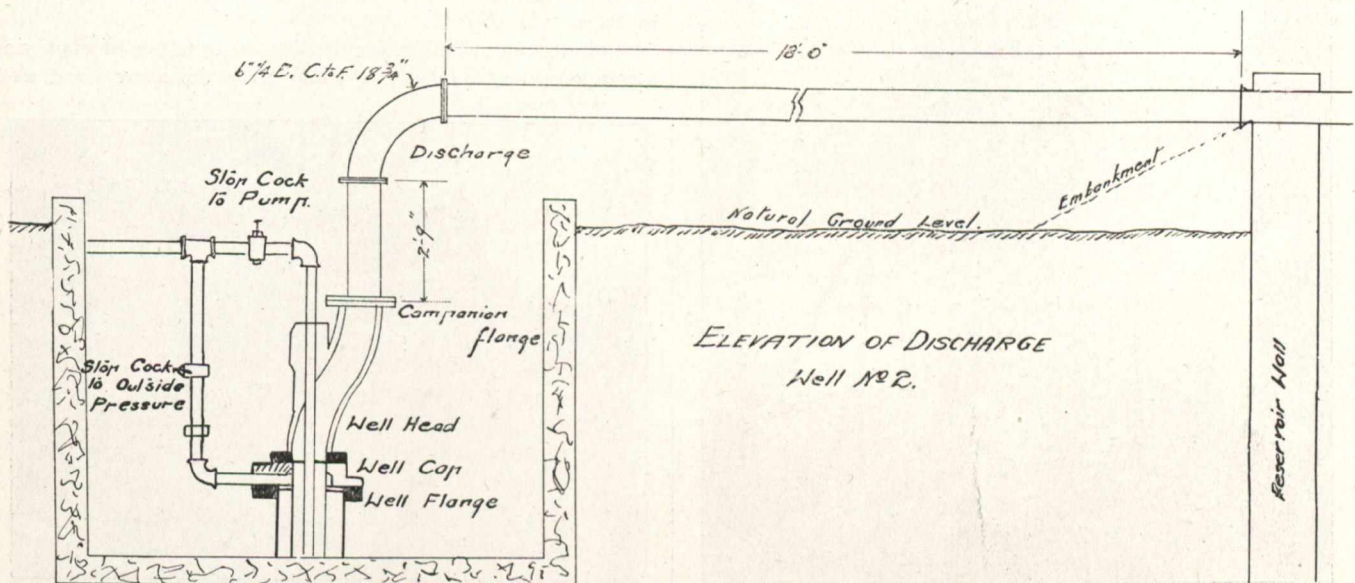 18'-0"
6" 1/4 E. C. to F. 18 3/4"
Discharge
Stop Cock
To Pump.
Embankment
Natural Ground Level.
2'-9"
Companion
flange
ELEVATION OF DISCHARGE
Well No 2.
Stop Cock
To Outside
Pressure
Well Head
Well Cap
Well Flange
Reservoir Wall